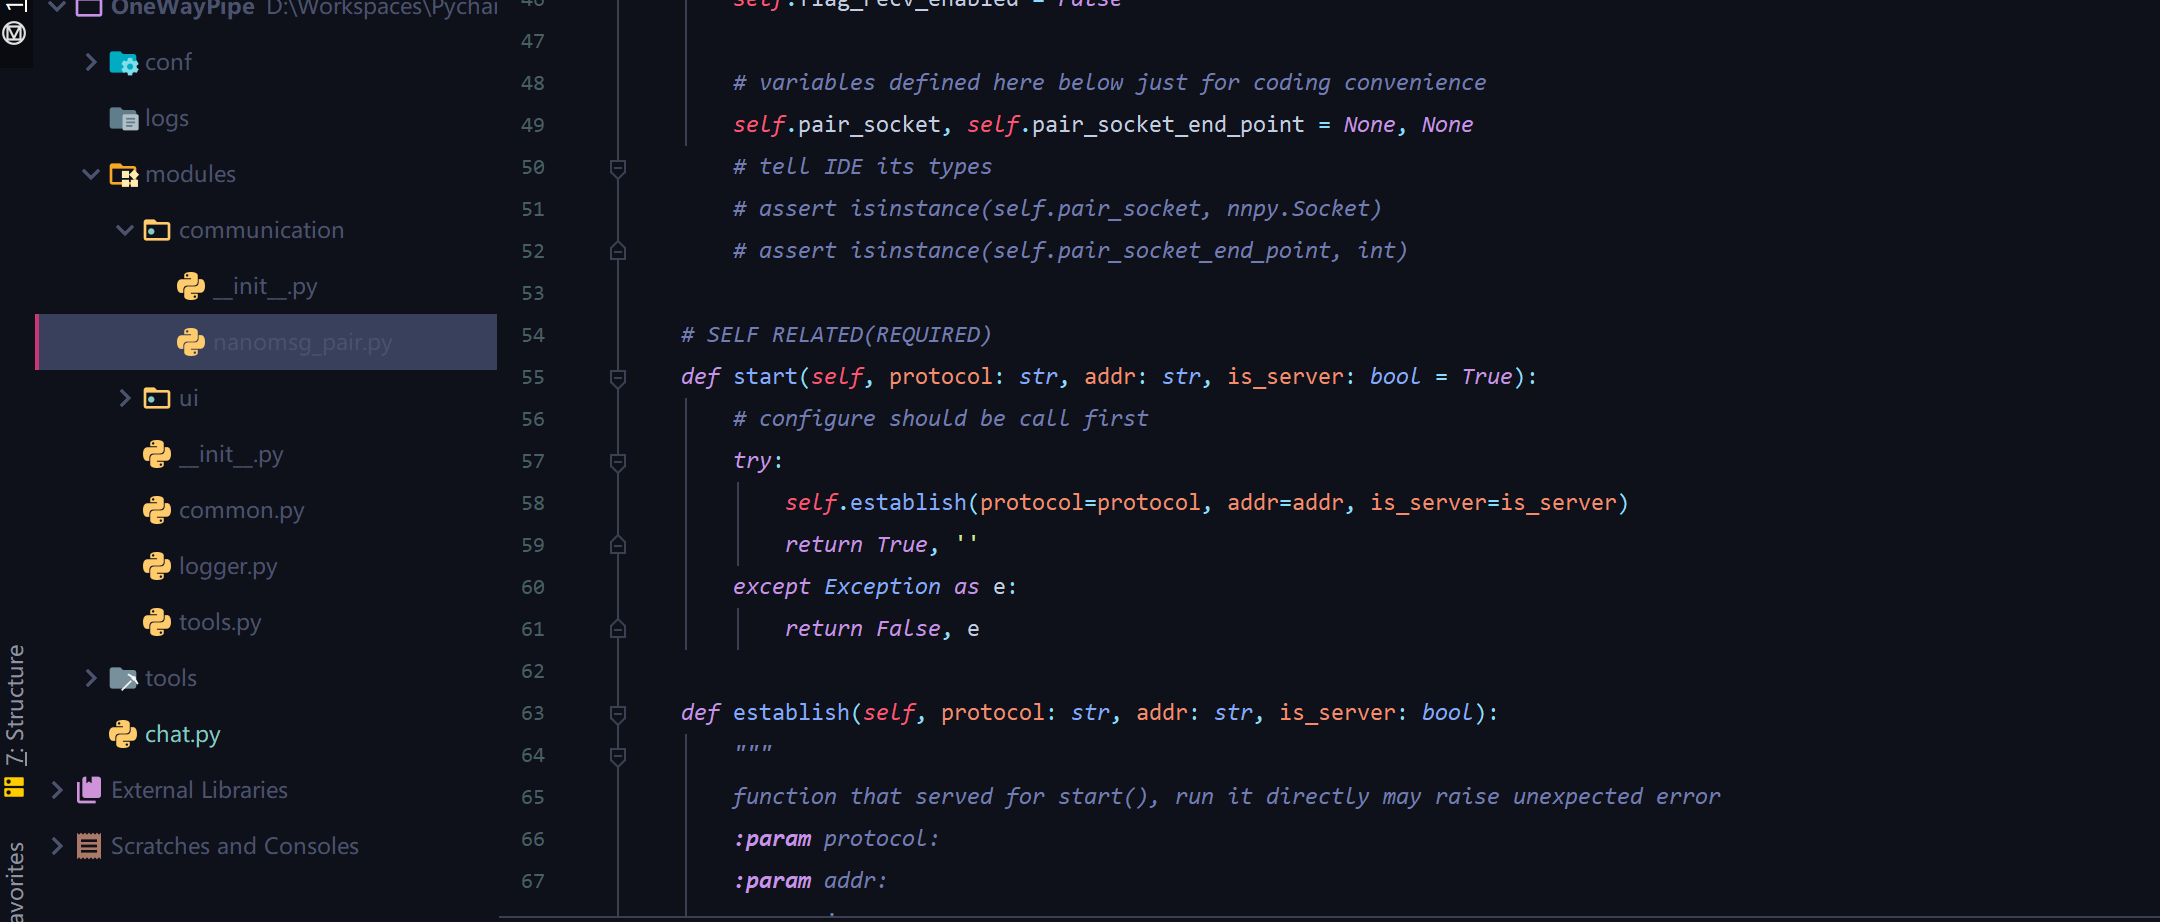 OneWayPipe D:\Workspaces\Pychar
conf
logs
modules
communication
__init__.py
nanomsg_pair.py
ui
__init__.py
common.py
logger.py
tools.py
tools
chat.py
External Libraries
Scratches and Consoles
1
7: Structure
avorites
46 self.flag_recv_enabled = False
47
48 # variables defined here below just for coding convenience
49 self.pair_socket, self.pair_socket_end_point = None, None
50 # tell IDE its types
51 # assert isinstance(self.pair_socket, nnpy.Socket)
52 # assert isinstance(self.pair_socket_end_point, int)
53
54 # SELF RELATED(REQUIRED)
55 def start(self, protocol: str, addr: str, is_server: bool = True):
56 # configure should be call first
57 try:
58 self.establish(protocol=protocol, addr=addr, is_server=is_server)
59 return True, ''
60 except Exception as e:
61 return False, e
62
63 def establish(self, protocol: str, addr: str, is_server: bool):
64 """
65 function that served for start(), run it directly may raise unexpected error
66 :param protocol:
67 :param addr: